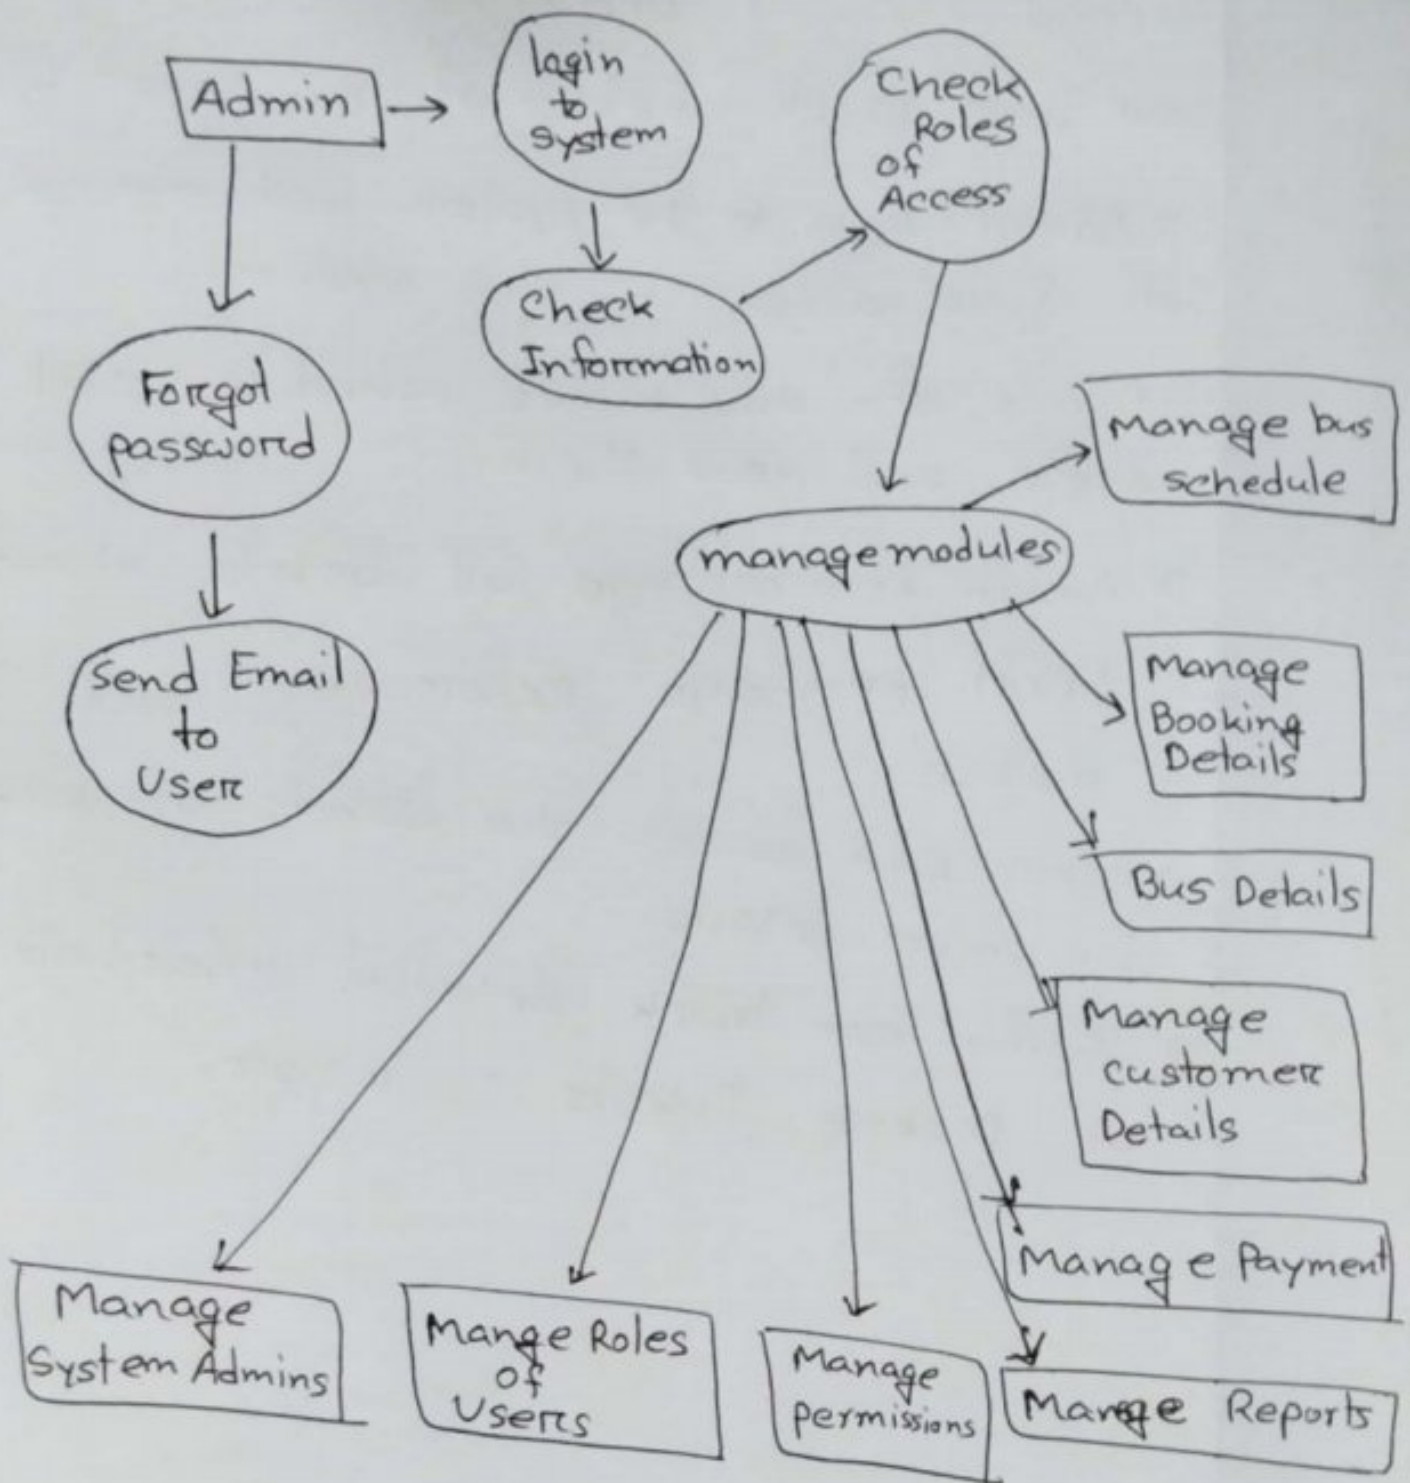 Admin
login
to
system
Check
Roles
of
Access
Check
Information
Forgot
password
Send Email
to
User
manage modules
Manage bus
schedule
Manage
Booking
Details
Bus Details
Manage
customer
Details
Manage Payment
Manage
System Admins
Mange Roles
of
Users
Manage
permissions
Manege Reports